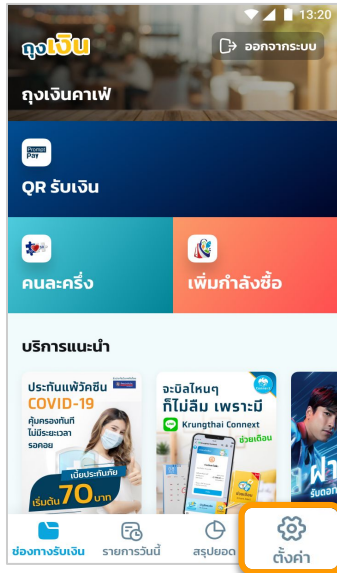 13:20
ถุงเงิน
ออกจากระบบ
ถุงเงินคาเฟ่
Prompt
Pay
QR รับเงิน
คนละครึ่ง
เพิ่มกำลังซื้อ
บริการแนะนำ
ประกันแพ้วัคซีน
COVID-19
คุ้มครองทันที
ไม่มีระยะเวลา
รอคอย
เบี้ยประกันภัย
เริ่มต้น 70 บาท
จะบิลไหนๆ
ก็ไม่ลืม เพราะมี
Krungthai Connext
ช่วยเตือน
รับดอก
ช่องทางรับเงิน
รายการวันนี้
สรุปยอด
ตั้งค่า